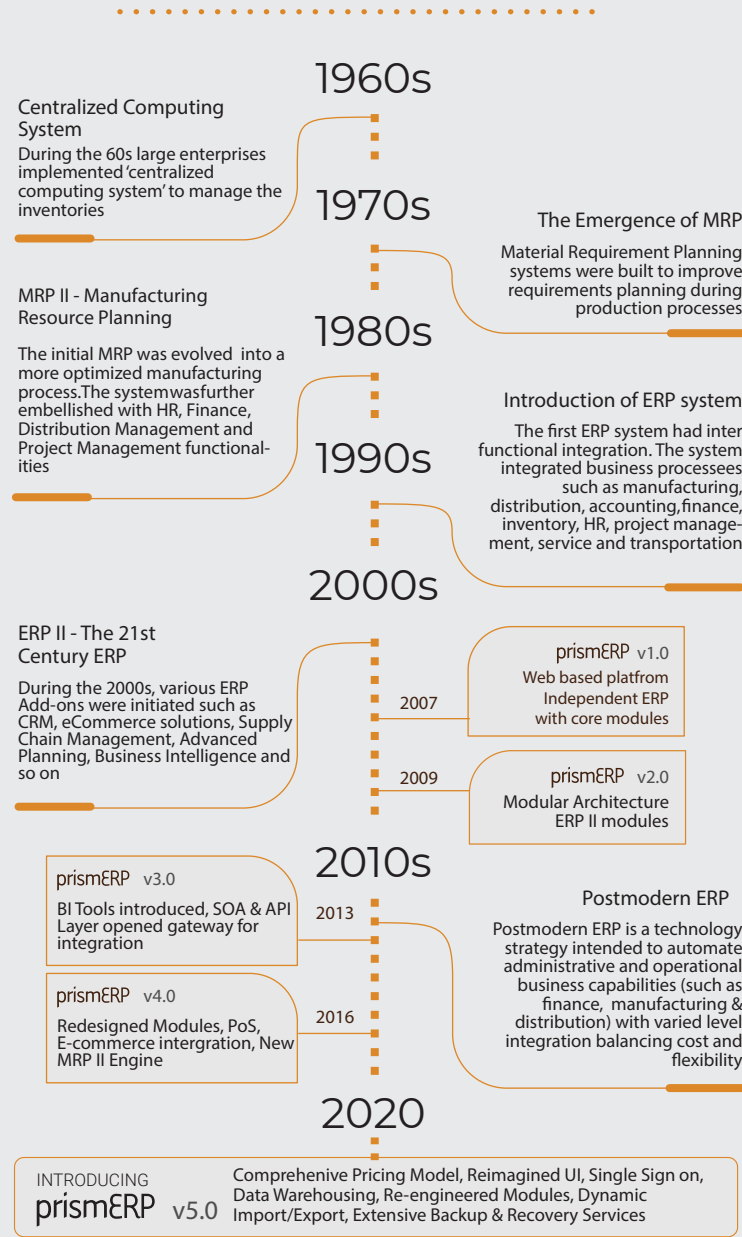 1960s
Centralized Computing
System
During the 60s large enterprises
implemented ‘centralized
computing system’ to manage the
inventories
1970s
The Emergence of MRP
Material Requirement Planning
systems were built to improve
requirements planning during
production processes
MRP II - Manufacturing
Resource Planning
The initial MRP was evolved into a
more optimized manufacturing
process.The systemwasfurther
embellished with HR, Finance,
Distribution Management and
Project Management functional-
ities
1980s
Introduction of ERP system
The first ERP system had inter
functional integration. The system
integrated business processees
such as manufacturing,
distribution, accounting,finance,
inventory, HR, project manage-
ment, service and transportation
1990s
2000s
ERP II - The 21st
Century ERP
During the 2000s, various ERP
Add-ons were initiated such as
CRM, eCommerce solutions, Supply
Chain Management, Advanced
Planning, Business Intelligence and
so on
2007
prismERP v1.0
Web based platfrom
Independent ERP
with core modules
2009
prismERP v2.0
Modular Architecture
ERP II modules
2010s
prismERP v3.0
BI Tools introduced, SOA & API
Layer opened gateway for
integration
2013
Postmodern ERP
Postmodern ERP is a technology
strategy intended to automate
administrative and operational
business capabilities (such as
finance, manufacturing &
distribution) with varied level
integration balancing cost and
flexibility
prismERP v4.0
Redesigned Modules, PoS,
E-commerce intergration, New
MRP II Engine
2016
2020
INTRODUCING
prismERP v5.0
Comprehenive Pricing Model, Reimagined UI, Single Sign on,
Data Warehousing, Re-engineered Modules, Dynamic
Import/Export, Extensive Backup & Recovery Services